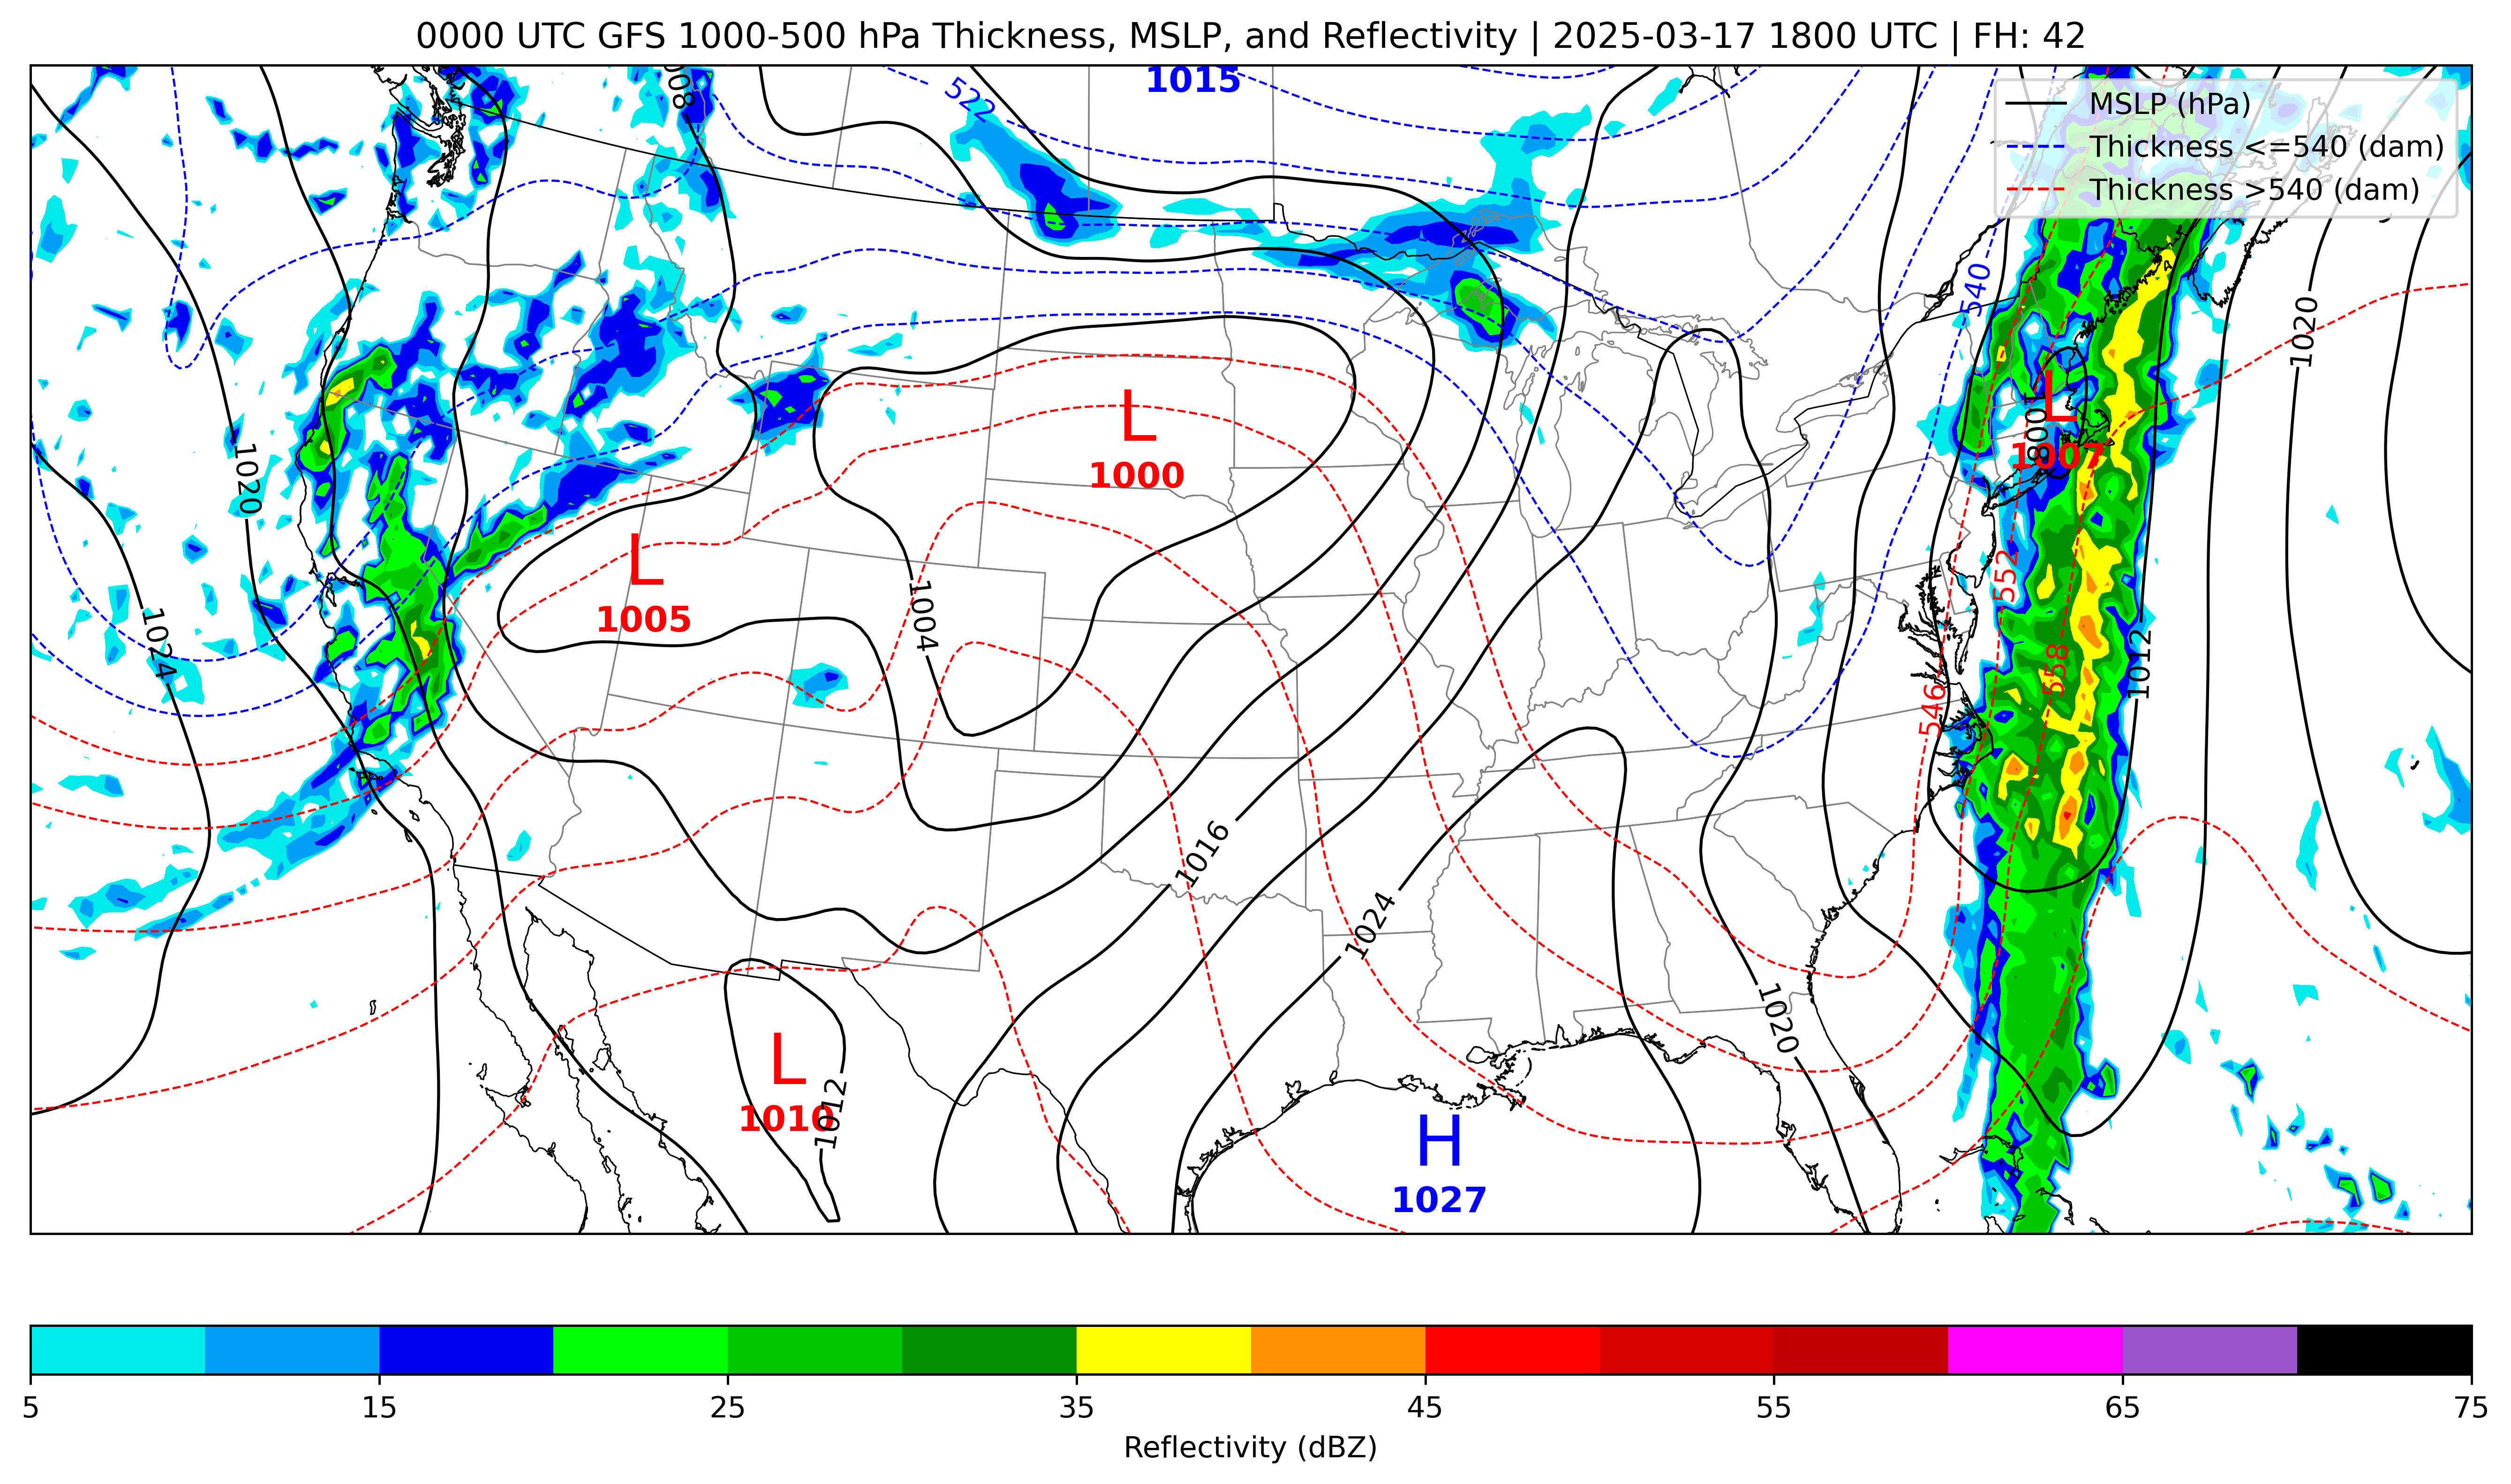 0000 UTC GFS 1000-500 hPa Thickness, MSLP, and Reflectivity | 2025-03-17 1800 UTC | FH: 42
1015
522
MSLP (hPa)
Thickness <=540 (dam)
Thickness >540 (dam)
540
1020
L
1000
L
1007
1008
1020
L
1005
1004
552
558
1012
546
1024
1016
1024
1020
L
1010
1012
H
1027
5
15
25
35
45
55
65
75
Reflectivity (dBZ)